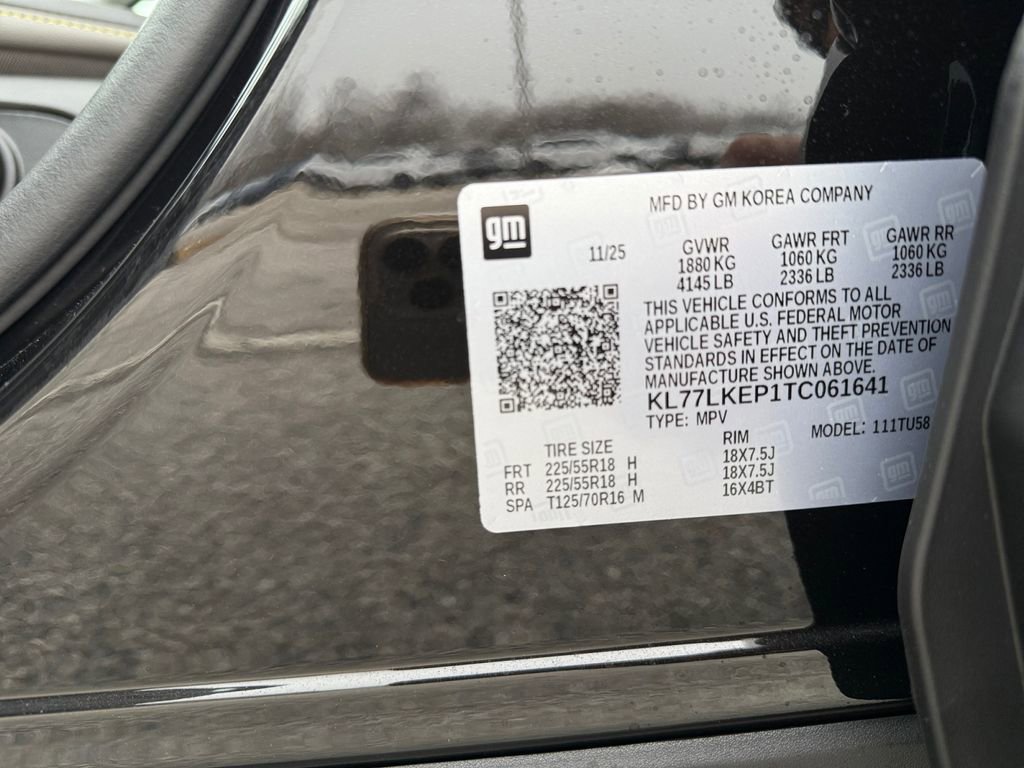 gm
MFD BY GM KOREA COMPANY
11/25
GVWR GAWR FRT GAWR RR
1880 KG 1060 KG 1060 KG
4145 LB 2336 LB 2336 LB
THIS VEHICLE CONFORMS TO ALL
APPLICABLE U.S. FEDERAL MOTOR
VEHICLE SAFETY AND THEFT PREVENTION
STANDARDS IN EFFECT ON THE DATE OF
MANUFACTURE SHOWN ABOVE.
KL77LKEP1TC061641
TYPE: MPV MODEL: 111TU58
TIRE SIZE RIM
FRT 225/55R18 H 18X7.5J
RR 225/55R18 H 18X7.5J
SPA T125/70R16 M 16X4BT